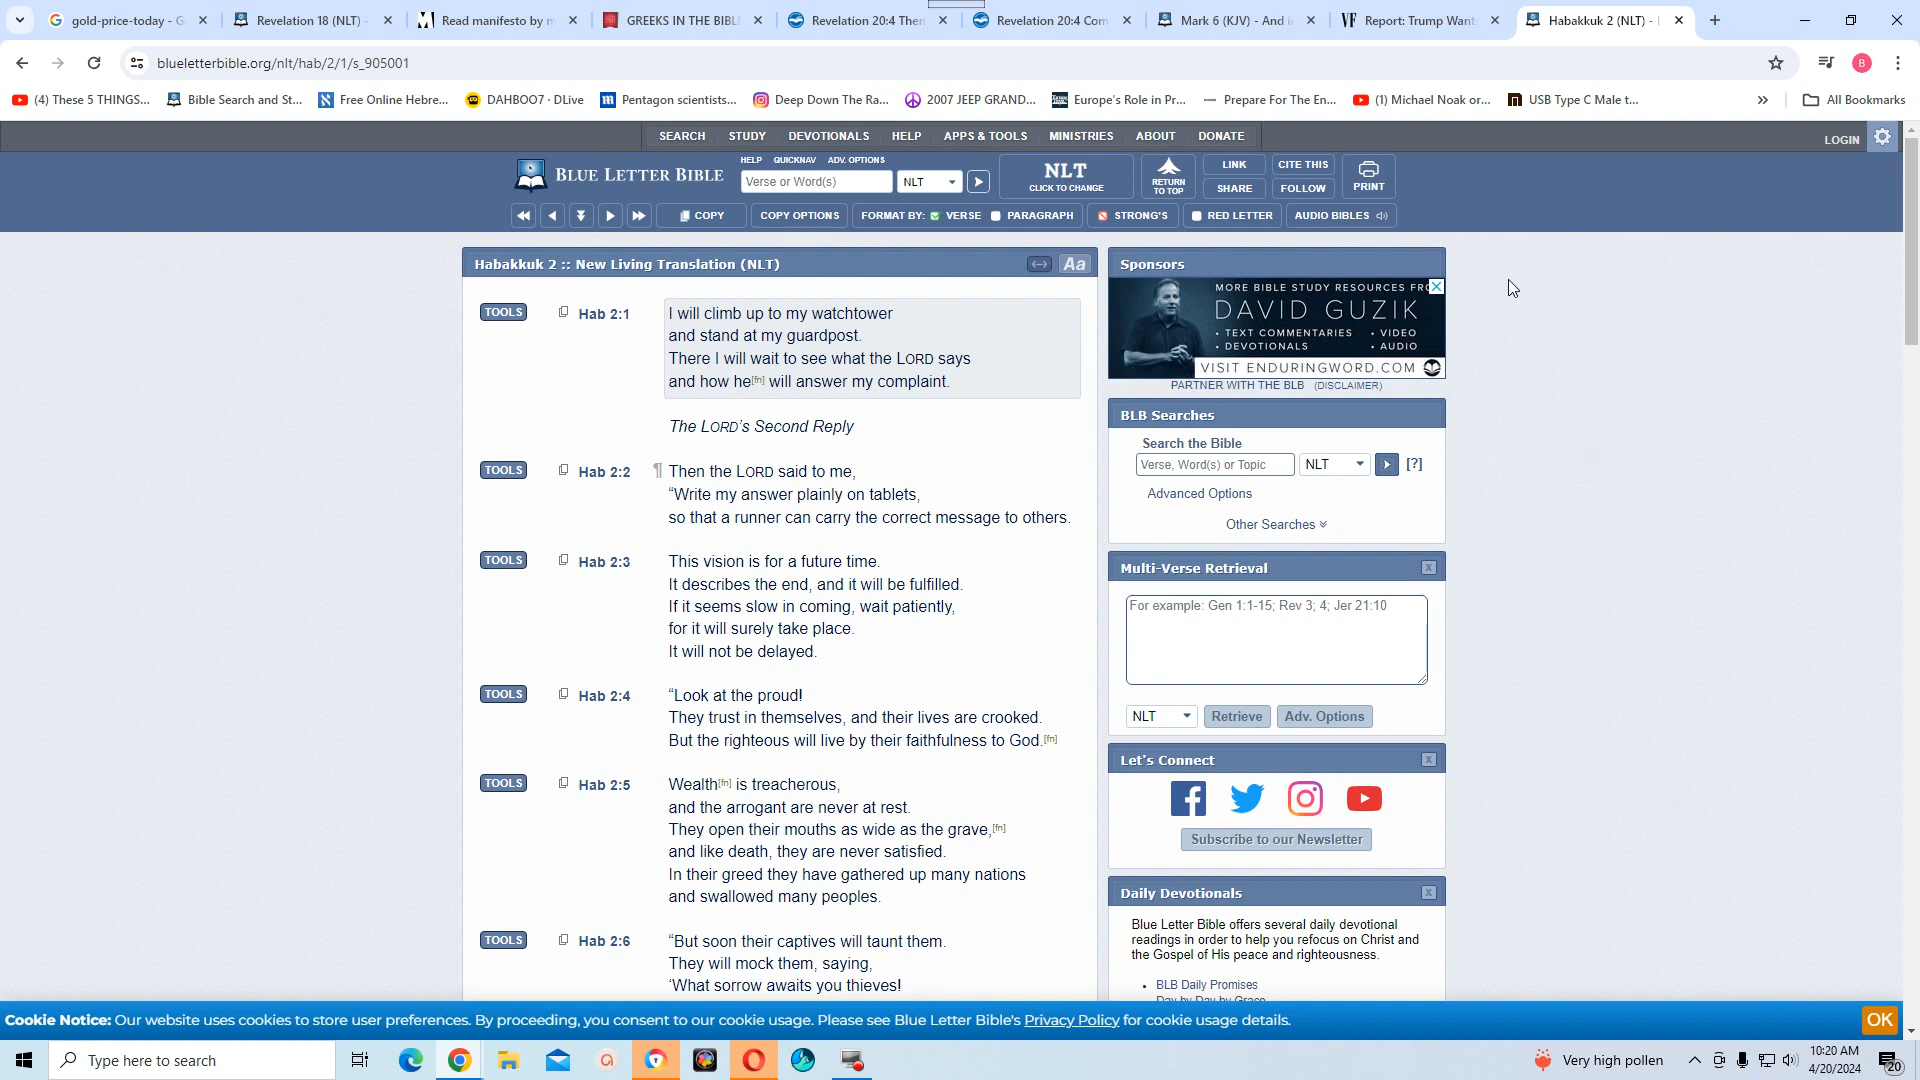 gold-price-today - G
Revelation 18 (NLT) -
Read manifesto by m
GREEKS IN THE BIBL
Revelation 20:4 Then
Revelation 20:4 Com
Mark 6 (KJV) - And i
Report: Trump Want
Habakkuk 2 (NLT) -
blueletterbible.org/nlt/hab/2/1/s_905001
B
(4) These 5 THINGS...
Bible Search and St...
Free Online Hebre...
DAHBOO7 · DLive
Pentagon scientists...
Deep Down The Ra...
2007 JEEP GRAND...
Europe's Role in Pr...
Prepare For The En...
(1) Michael Noak or...
USB Type C Male t...
All Bookmarks
SEARCH STUDY DEVOTIONALS HELP APPS & TOOLS MINISTRIES ABOUT DONATE
LOGIN
BLUE LETTER BIBLE
HELP QUICKNAV ADV. OPTIONS
Verse or Word(s)
NLT
NLT
CLICK TO CHANGE
RETURN
TO TOP
LINK
CITE THIS
SHARE
FOLLOW
PRINT
COPY
COPY OPTIONS
FORMAT BY: VERSE PARAGRAPH
STRONG'S
RED LETTER
AUDIO BIBLES
Habakkuk 2 :: New Living Translation (NLT)
Aa
TOOLS
Hab 2:1
I will climb up to my watchtower
and stand at my guardpost.
There I will wait to see what the LORD says
and how he[fn] will answer my complaint.
The LORD's Second Reply
TOOLS
Hab 2:2
¶ Then the LORD said to me,
“Write my answer plainly on tablets,
so that a runner can carry the correct message to others.
TOOLS
Hab 2:3
This vision is for a future time.
It describes the end, and it will be fulfilled.
If it seems slow in coming, wait patiently,
for it will surely take place.
It will not be delayed.
TOOLS
Hab 2:4
“Look at the proud!
They trust in themselves, and their lives are crooked.
But the righteous will live by their faithfulness to God.[fn]
TOOLS
Hab 2:5
Wealth[fn] is treacherous,
and the arrogant are never at rest.
They open their mouths as wide as the grave,[fn]
and like death, they are never satisfied.
In their greed they have gathered up many nations
and swallowed many peoples.
TOOLS
Hab 2:6
“But soon their captives will taunt them.
They will mock them, saying,
‘What sorrow awaits you thieves!
Sponsors
MORE BIBLE STUDY RESOURCES FR
DAVID GUZIK
• TEXT COMMENTARIES • VIDEO
• DEVOTIONALS • AUDIO
VISIT ENDURINGWORD.COM
PARTNER WITH THE BLB (DISCLAIMER)
BLB Searches
Search the Bible
Verse, Word(s) or Topic
NLT
[?]
Advanced Options
Other Searches
Multi-Verse Retrieval
For example: Gen 1:1-15; Rev 3; 4; Jer 21:10
NLT
Retrieve
Adv. Options
Let's Connect
Subscribe to our Newsletter
Daily Devotionals
Blue Letter Bible offers several daily devotional
readings in order to help you refocus on Christ and
the Gospel of His peace and righteousness.
• BLB Daily Promises
Day by Day by Grace
Cookie Notice: Our website uses cookies to store user preferences. By proceeding, you consent to our cookie usage. Please see Blue Letter Bible's Privacy Policy for cookie usage details.
OK
Type here to search
Very high pollen
10:20 AM
4/20/2024
20